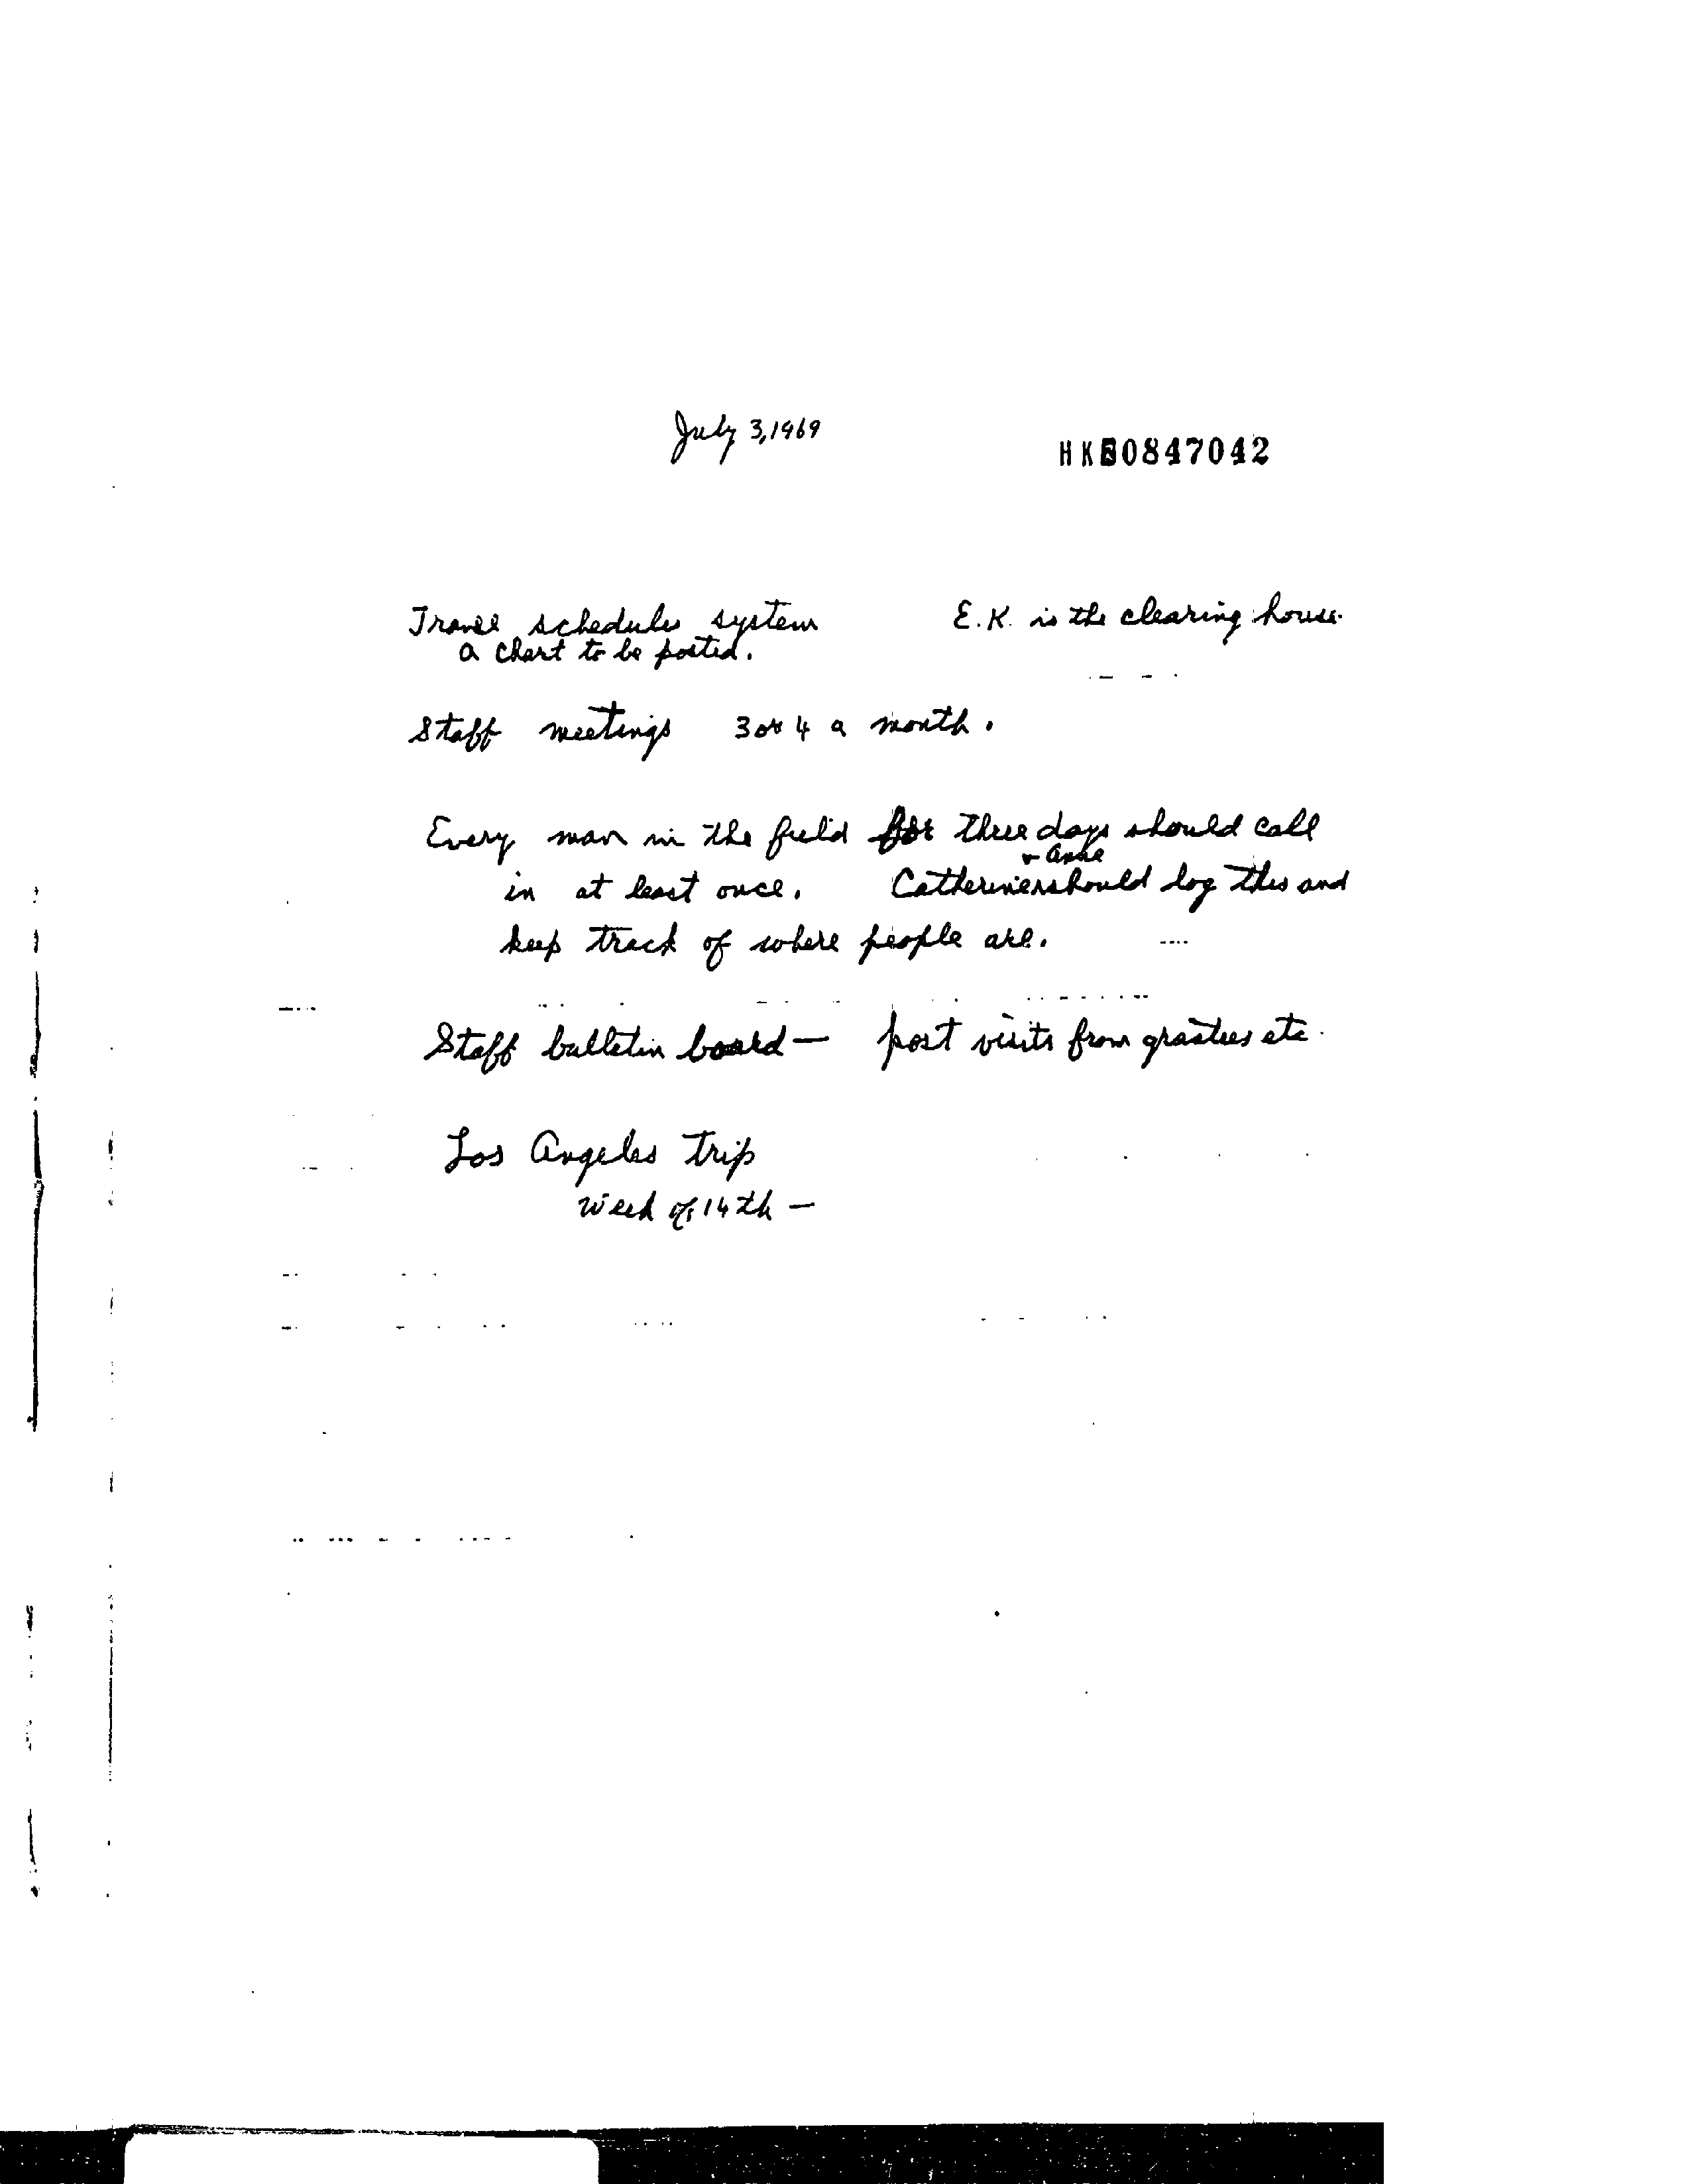 July 3, 1969
HK60847042
Travel schedules system E.K. is the clearing house.
a chart to be posted.
Staff meetings 3 or 4 a month.
Every man in the field for three days should call
+ Anne
in at least once. Catherine should log this and
keep track of where people are.
Staff bulletin board — post visits from grantees etc.
Los Angeles trip
Week of 14th —